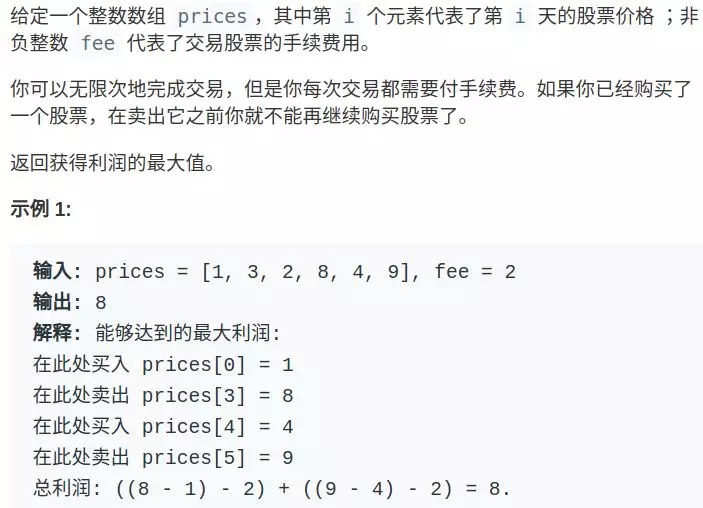 给定一个整数数组 prices，其中第 i 个元素代表了第 i 天的股票价格 ；非
负整数 fee 代表了交易股票的手续费用。
你可以无限次地完成交易，但是你每次交易都需要付手续费。如果你已经购买了
一个股票，在卖出它之前你就不能再继续购买股票了。
返回获得利润的最大值。
示例 1:
输入: prices = [1, 3, 2, 8, 4, 9], fee = 2
输出: 8
解释: 能够达到的最大利润:
在此处买入 prices[0] = 1
在此处卖出 prices[3] = 8
在此处买入 prices[4] = 4
在此处卖出 prices[5] = 9
总利润: ((8 - 1) - 2) + ((9 - 4) - 2) = 8.